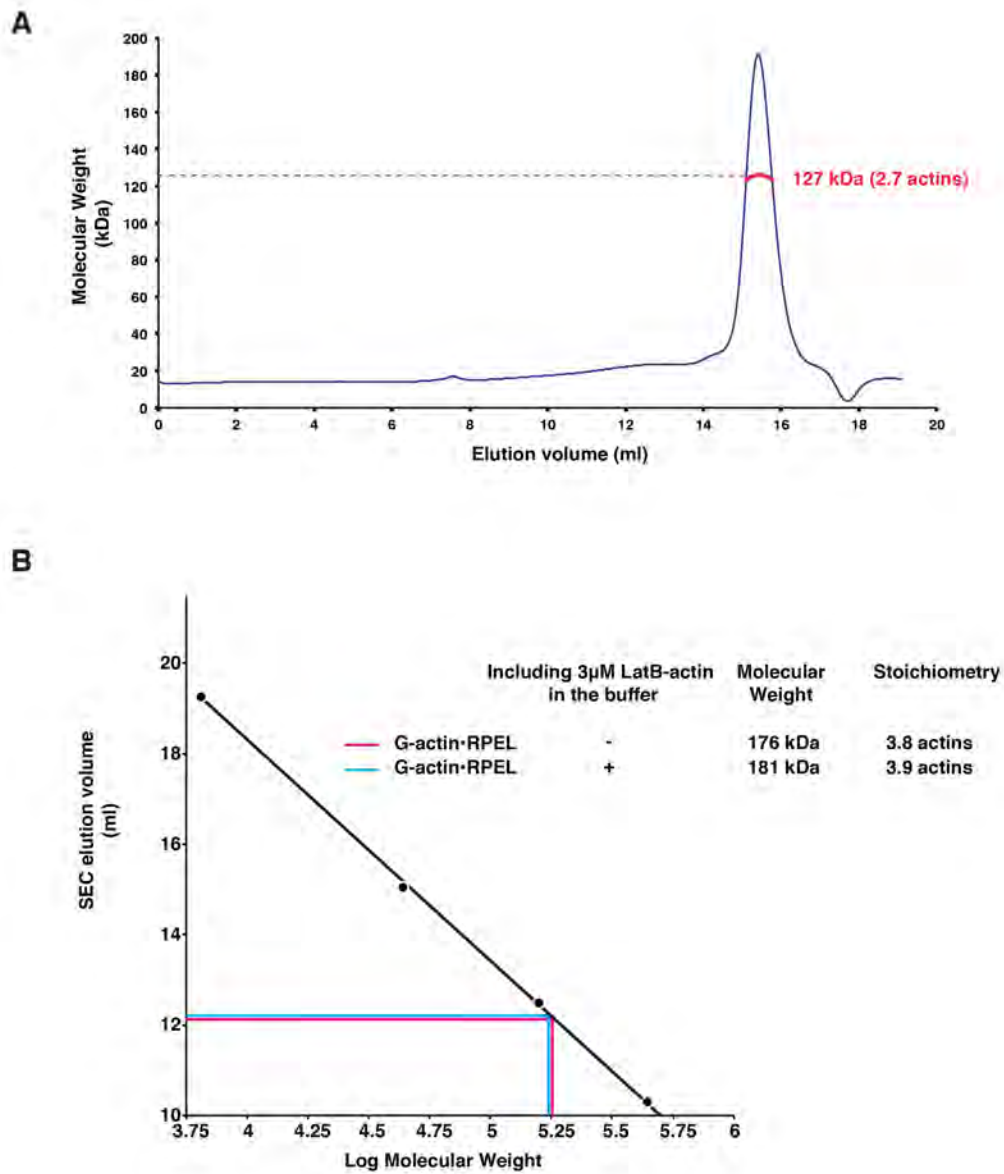 A
200
180
160
140
120
100
80
60
40
20
0
Molecular Weight
(kDa)
127 kDa (2.7 actins)
0 2 4 6 8 10 12 14 16 18 20
Elution volume (ml)
B
20
18
16
14
12
10
SEC elution volume
(ml)
Including 3µM LatB-actin
in the buffer
Molecular
Weight
Stoichiometry
G-actin•RPEL - 176 kDa 3.8 actins
G-actin•RPEL + 181 kDa 3.9 actins
3.75 4 4.25 4.5 4.75 5 5.25 5.5 5.75 6
Log Molecular Weight